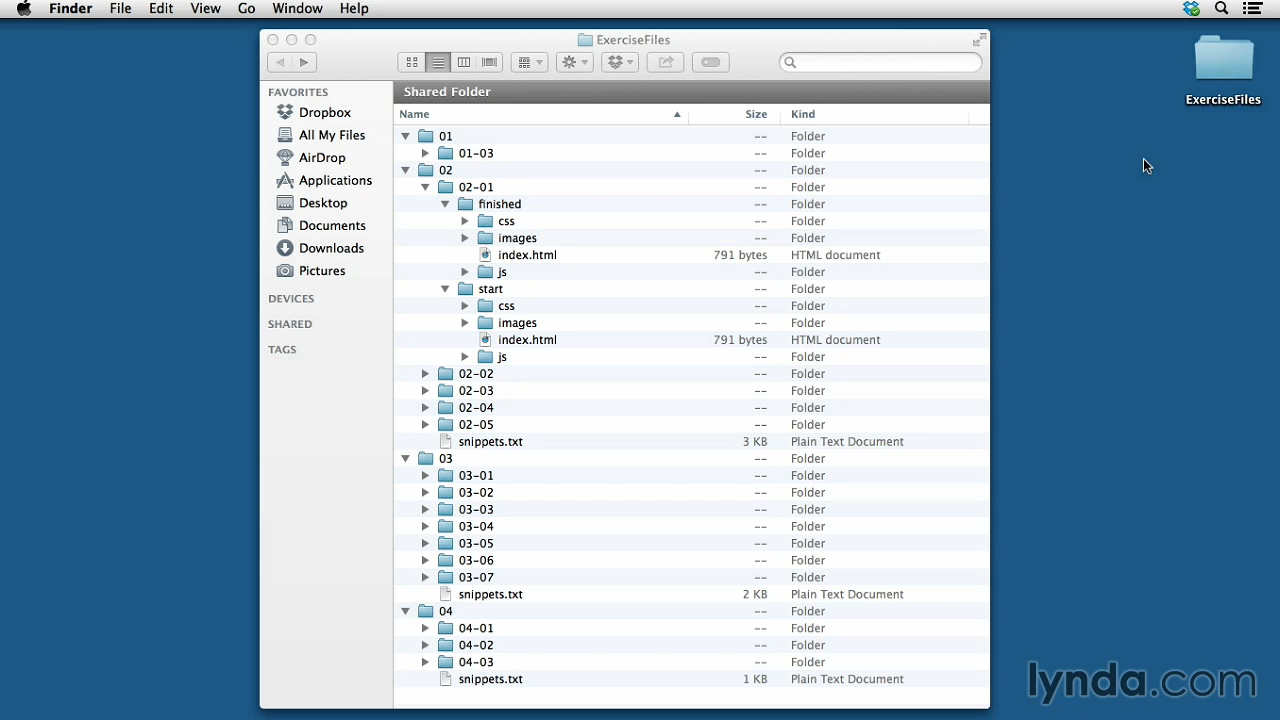 Finder File Edit View Go Window Help
ExerciseFiles
Shared Folder
FAVORITES
Dropbox
All My Files
AirDrop
Applications
Desktop
Documents
Downloads
Pictures
DEVICES
SHARED
TAGS
Name Size Kind
01 -- Folder
01-03 -- Folder
02 -- Folder
02-01 -- Folder
finished -- Folder
css -- Folder
images -- Folder
index.html 791 bytes HTML document
js -- Folder
start -- Folder
css -- Folder
images -- Folder
index.html 791 bytes HTML document
js -- Folder
02-02 -- Folder
02-03 -- Folder
02-04 -- Folder
02-05 -- Folder
snippets.txt 3 KB Plain Text Document
03 -- Folder
03-01 -- Folder
03-02 -- Folder
03-03 -- Folder
03-04 -- Folder
03-05 -- Folder
03-06 -- Folder
03-07 -- Folder
snippets.txt 2 KB Plain Text Document
04 -- Folder
04-01 -- Folder
04-02 -- Folder
04-03 -- Folder
snippets.txt 1 KB Plain Text Document
ExerciseFiles
lynda.com